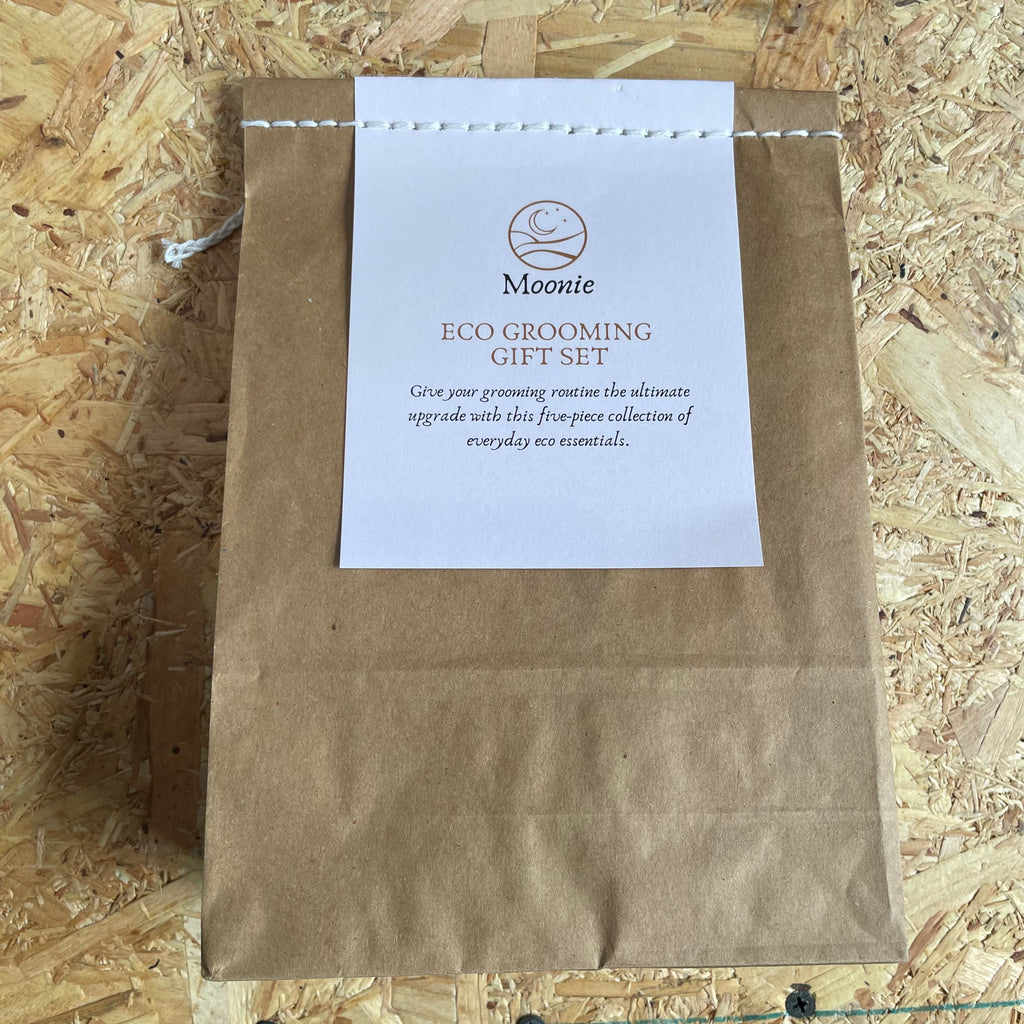 Moonie
ECO GROOMING
GIFT SET
Give your grooming routine the ultimate
upgrade with this five-piece collection of
everyday eco essentials.